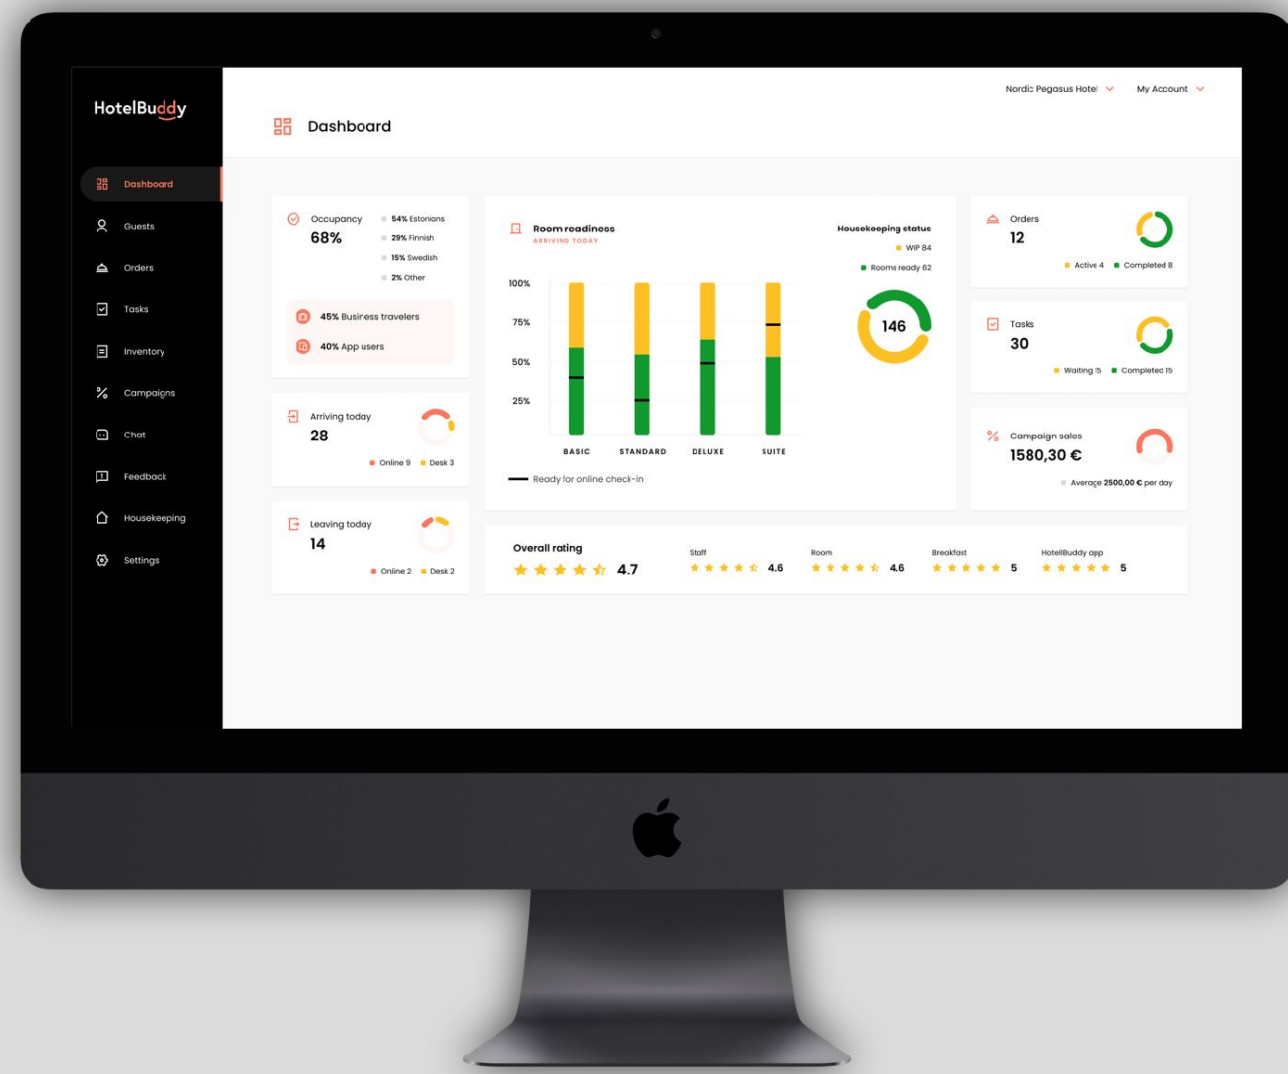 HotelBuddy
Nordic Pegasus Hotel
My Account
Dashboard
Dashboard
Guests
Orders
Tasks
Inventory
Campaigns
Chat
Feedback
Housekeeping
Settings
Occupancy
68%
54% Estonians
29% Finnish
15% Swedish
2% Other
45% Business travelers
40% App users
Arriving today
28
Online 9
Desk 3
Leaving today
14
Online 2
Desk 2
Room readiness
ARRIVING TODAY
100%
75%
50%
25%
BASIC
STANDARD
DELUXE
SUITE
Ready for online check-in
Housekeeping status
WIP 84
Rooms ready 62
146
Orders
12
Active 4
Completed 8
Tasks
30
Waiting 15
Completed 15
Campaign sales
1580,30 €
Average 2500,00 € per day
Overall rating
4.7
Staff
4.6
Room
4.6
Breakfast
5
HotellBuddy app
5